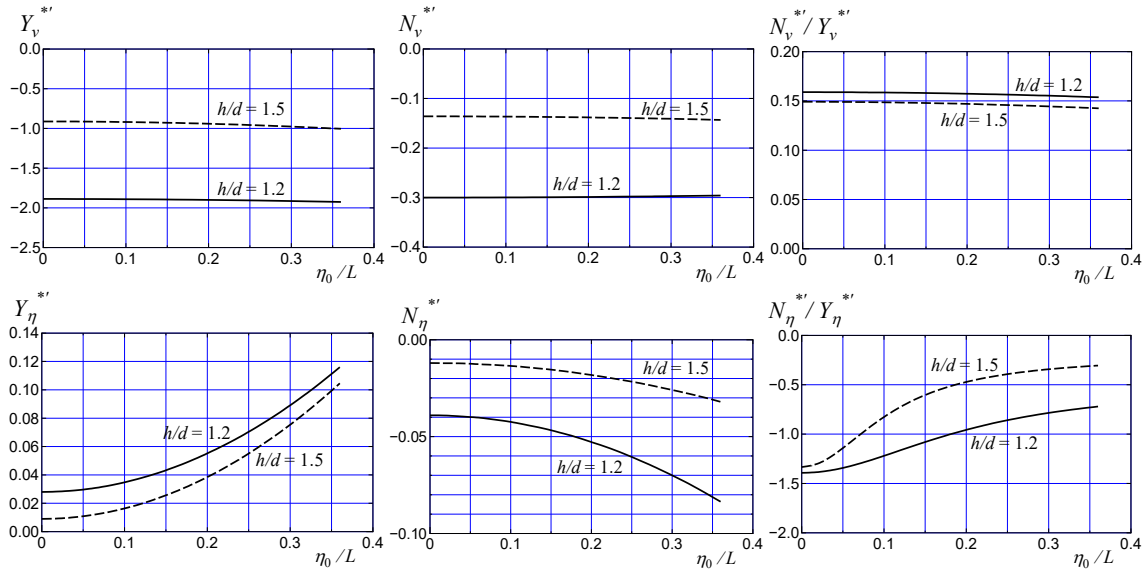 Y_v^{*'}
0.0
−0.5
−1.0
−1.5
−2.0
−2.5
h/d = 1.5
h/d = 1.2
0 0.1 0.2 0.3 0.4
η_0 /L
N_v^{*'}
0.0
−0.1
−0.2
−0.3
−0.4
h/d = 1.5
h/d = 1.2
0 0.1 0.2 0.3 0.4
η_0 /L
N_v^{*'} / Y_v^{*'}
0.20
0.15
0.10
0.05
0.00
h/d = 1.2
h/d = 1.5
0 0.1 0.2 0.3 0.4
η_0 /L
Y_η^{*'}
0.14
0.12
0.10
0.08
0.06
0.04
0.02
0.00
h/d = 1.2
h/d = 1.5
0 0.1 0.2 0.3 0.4
η_0 /L
N_η^{*'}
0.00
−0.05
−0.10
h/d = 1.5
h/d = 1.2
0 0.1 0.2 0.3 0.4
η_0 /L
N_η^{*'} / Y_η^{*'}
0.0
−0.5
−1.0
−1.5
−2.0
h/d = 1.5
h/d = 1.2
0 0.1 0.2 0.3 0.4
η_0 /L